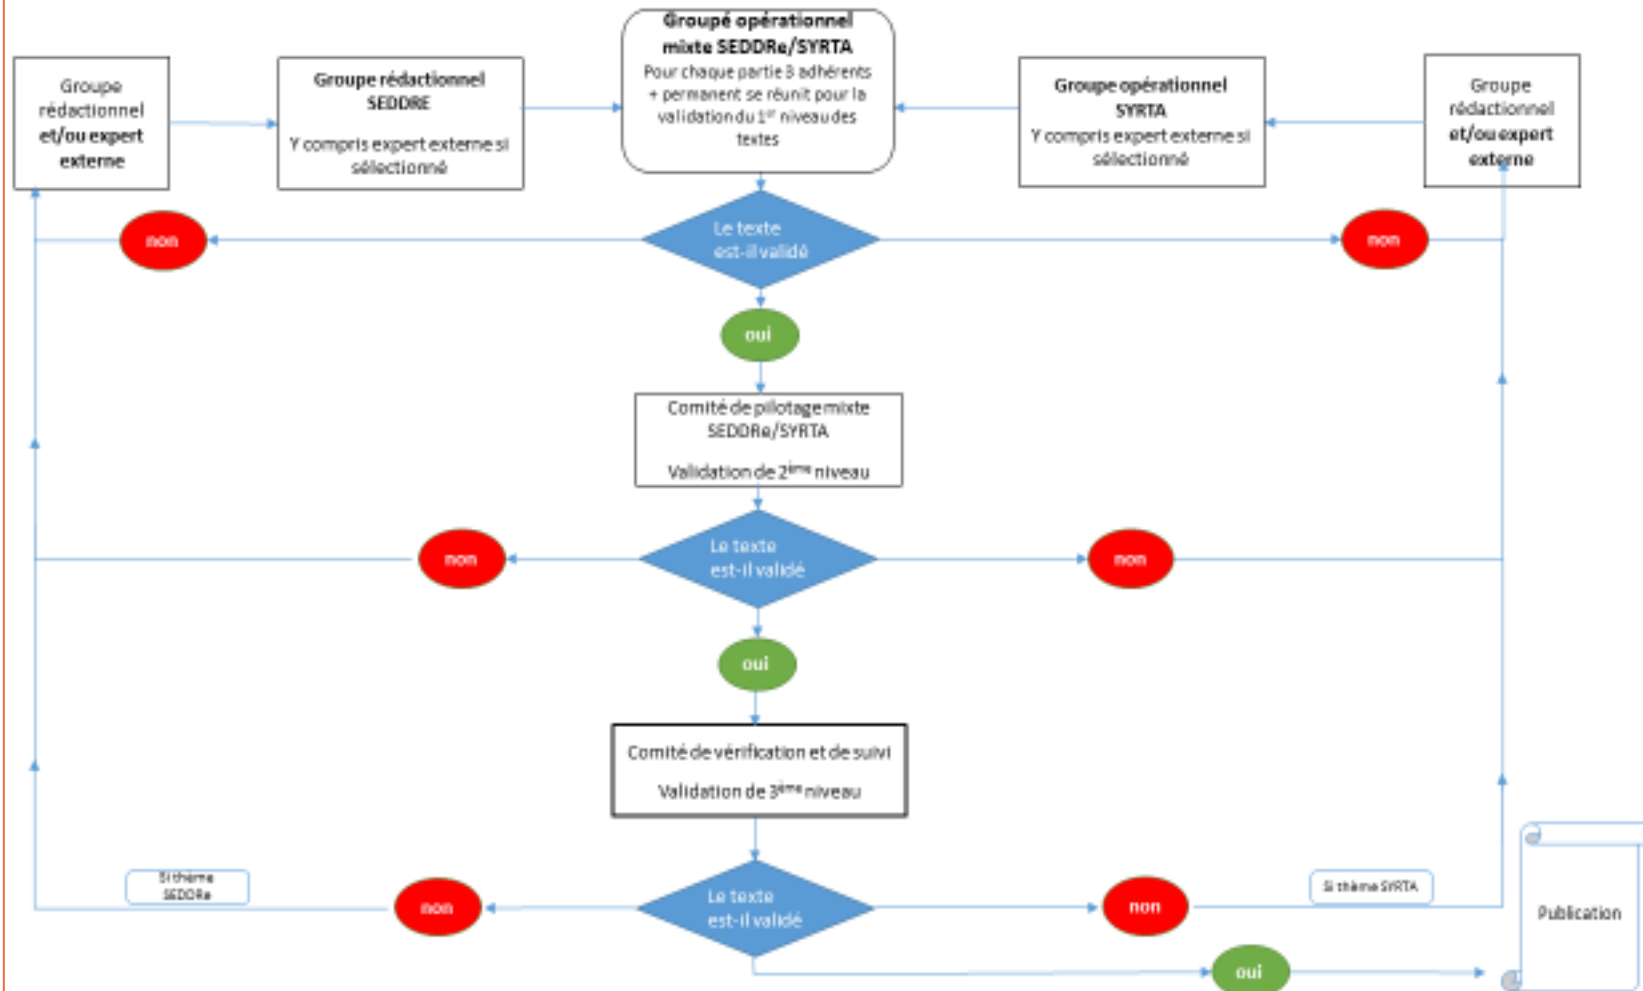 Groupé opérationnel
mixte SEDDRe/SYRTA
Pour chaque partie 3 adhérents
+ permanent se réunit pour la
validation du 1er niveau des
textes
Groupe
rédactionnel
et/ou expert
externe
Groupe rédactionnel
SEDDRE
Y compris expert externe si
sélectionné
Groupe opérationnel
SYRTA
Y compris expert externe si
sélectionné
Groupe
rédactionnel
et/ou expert
externe
non
Le texte
est-il validé
non
oui
Comité de pilotage mixte
SEDDRe/SYRTA
Validation de 2ème niveau
non
Le texte
est-il validé
non
oui
Comité de vérification et de suivi
Validation de 3ème niveau
Si thème
SEDDRe
non
Le texte
est-il validé
non
Si thème SYRTA
Publication
oui